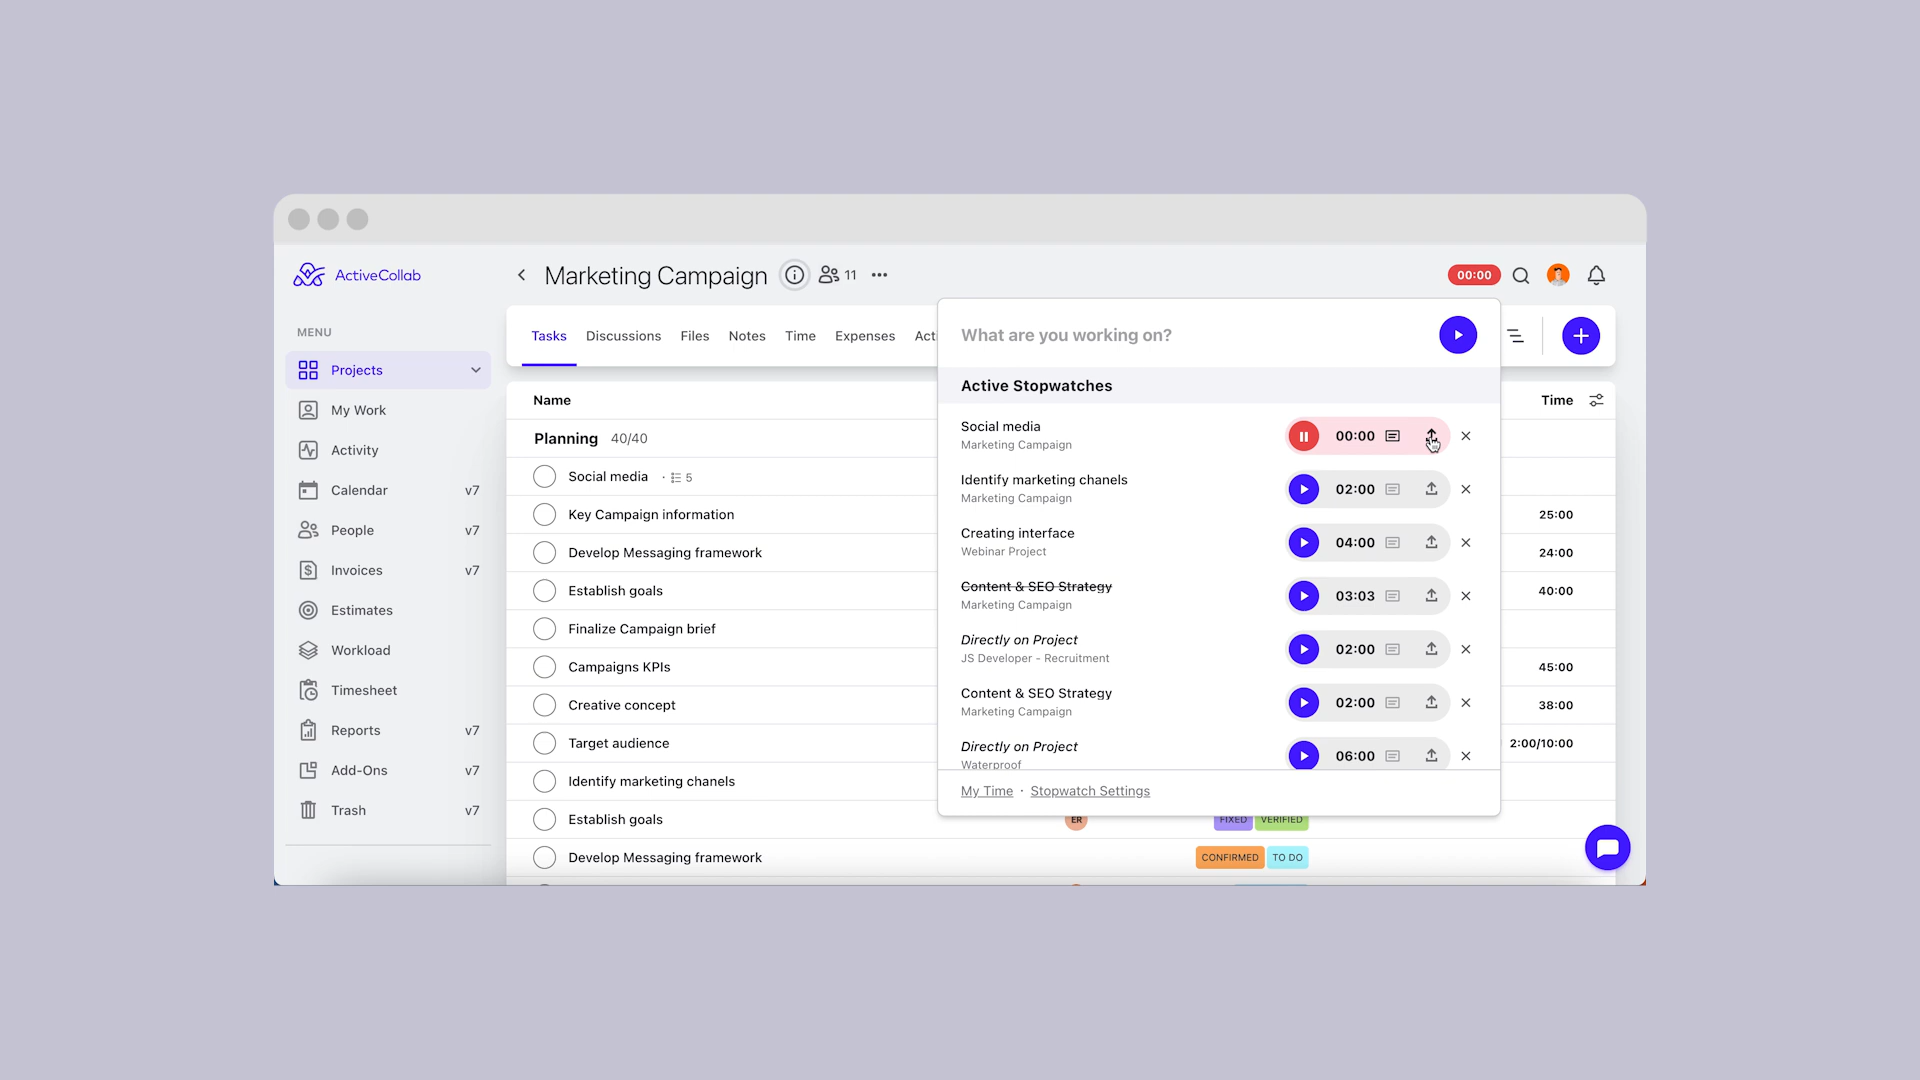 ActiveCollab
Marketing Campaign
11
00:00
MENU
Projects
My Work
Activity
Calendar v7
People v7
Invoices v7
Estimates
Workload
Timesheet
Reports v7
Add-Ons v7
Trash v7
Tasks Discussions Files Notes Time Expenses Acti
Name
Time
Planning 40/40
Social media · 5
Key Campaign information 25:00
Develop Messaging framework 24:00
Establish goals 40:00
Finalize Campaign brief
Campaigns KPIs 45:00
Creative concept 38:00
Target audience 2:00/10:00
Identify marketing chanels
Establish goals ER FIXED VERIFIED
Develop Messaging framework CONFIRMED TO DO
What are you working on?
Active Stopwatches
Social media
Marketing Campaign
00:00
Identify marketing chanels
Marketing Campaign
02:00
Creating interface
Webinar Project
04:00
Content & SEO Strategy
Marketing Campaign
03:03
Directly on Project
JS Developer - Recruitment
02:00
Content & SEO Strategy
Marketing Campaign
02:00
Directly on Project
Waterproof
06:00
My Time · Stopwatch Settings